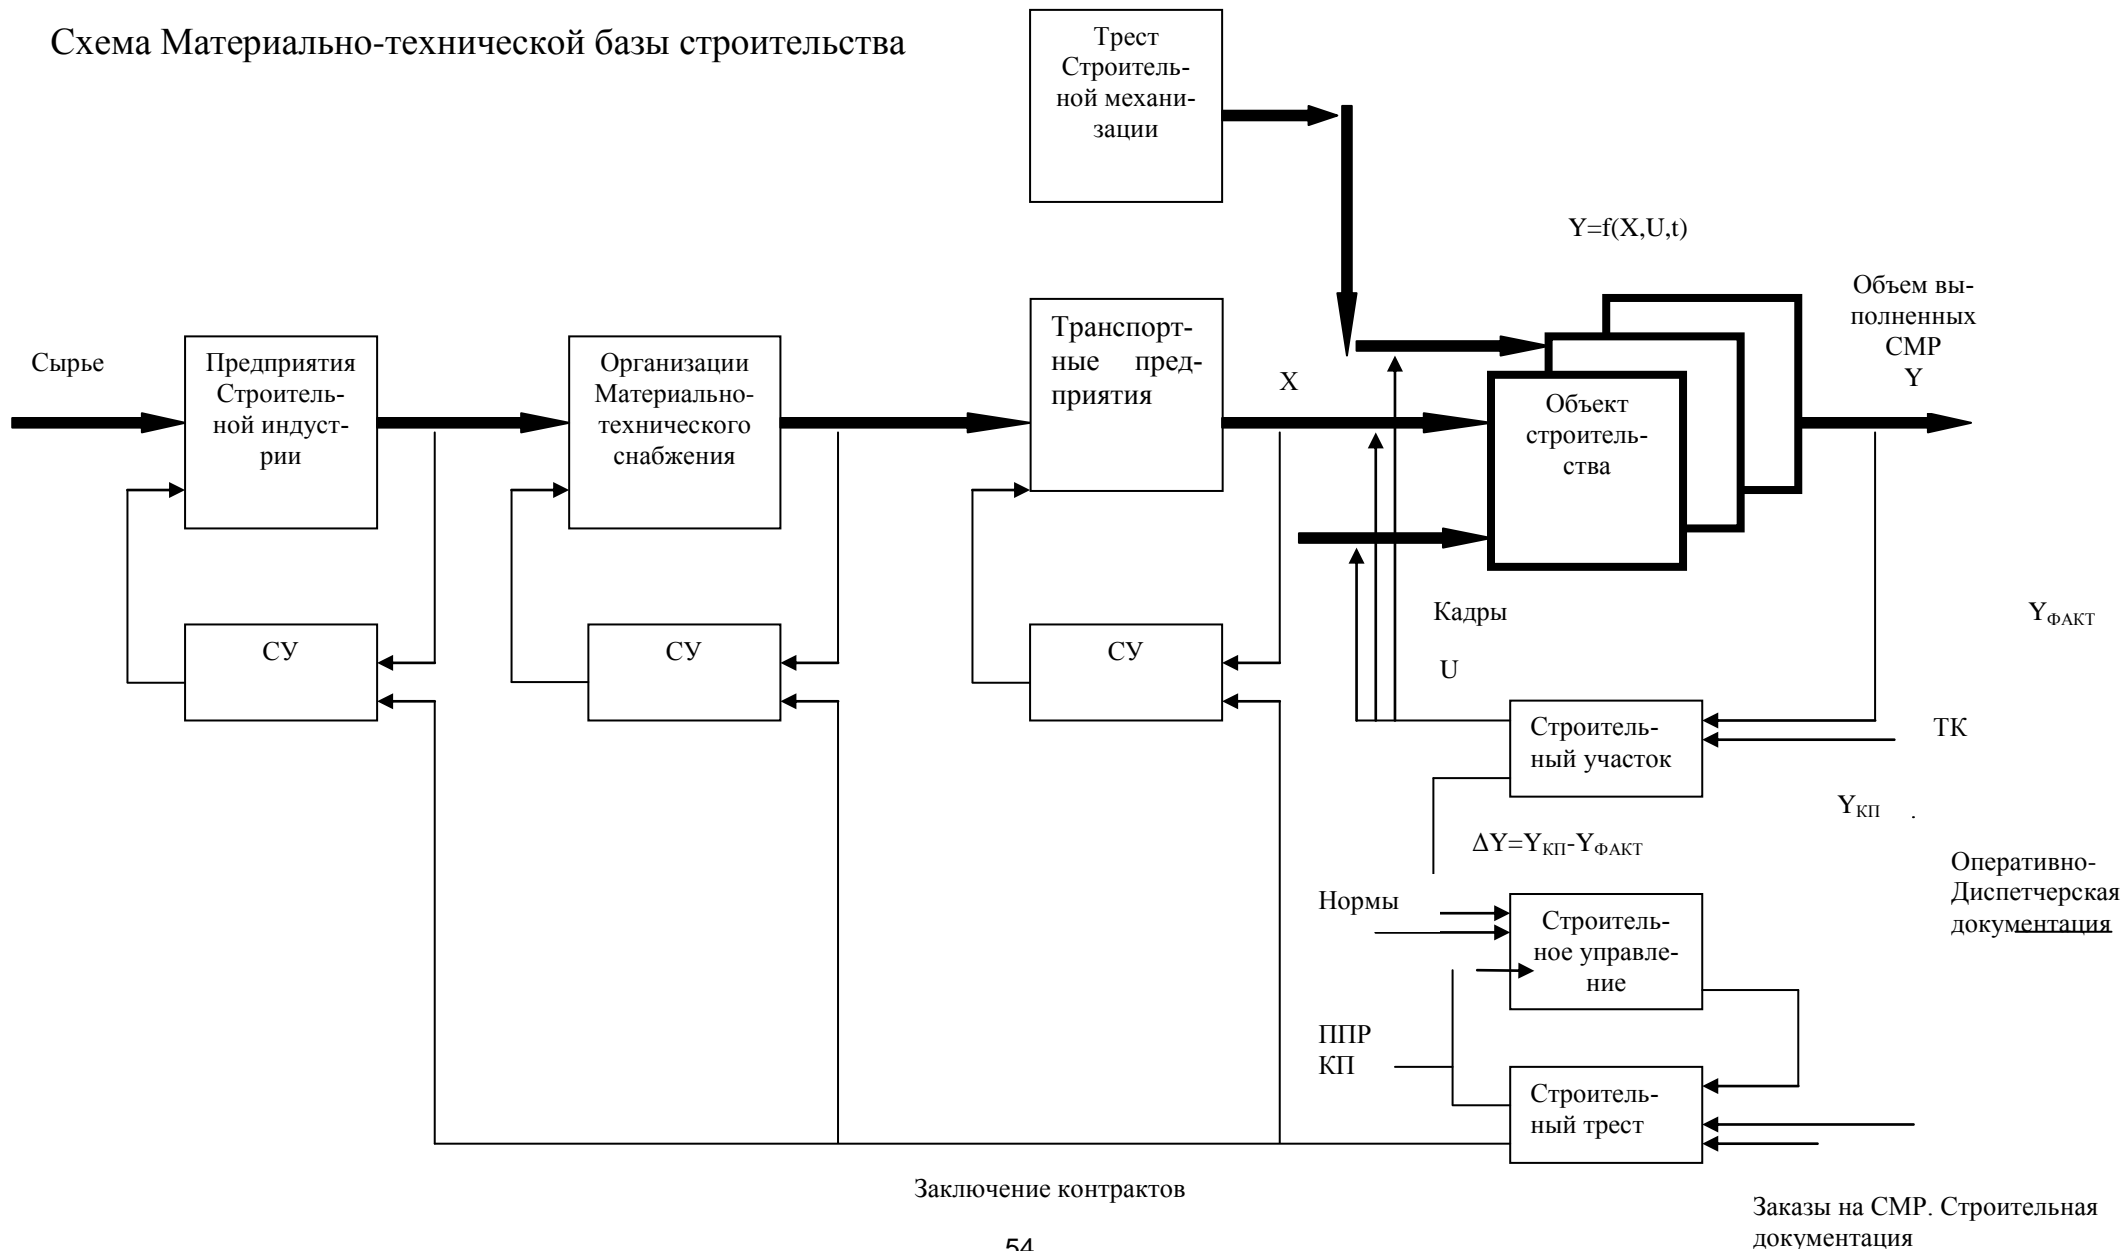 Схема Материально-технической базы строительства
Трест
Строитель-
ной механи-
зации
Y=f(X,U,t)
Сырье
Предприятия
Строитель-
ной индуст-
рии
Организации
Материально-
технического
снабжения
Транспорт-
ные пред-
приятия
X
Объект
строитель-
ства
Объем вы-
полненных
СМР
Y
СУ
СУ
СУ
Кадры
U
YФАКТ
Строитель-
ный участок
ТК
YКП .
ΔY=YКП-YФАКТ
Нормы
Строитель-
ное управле-
ние
Оперативно-
Диспетчерская
документация
ППР
КП
Строитель-
ный трест
Заключение контрактов
Заказы на СМР. Строительная
документация
54